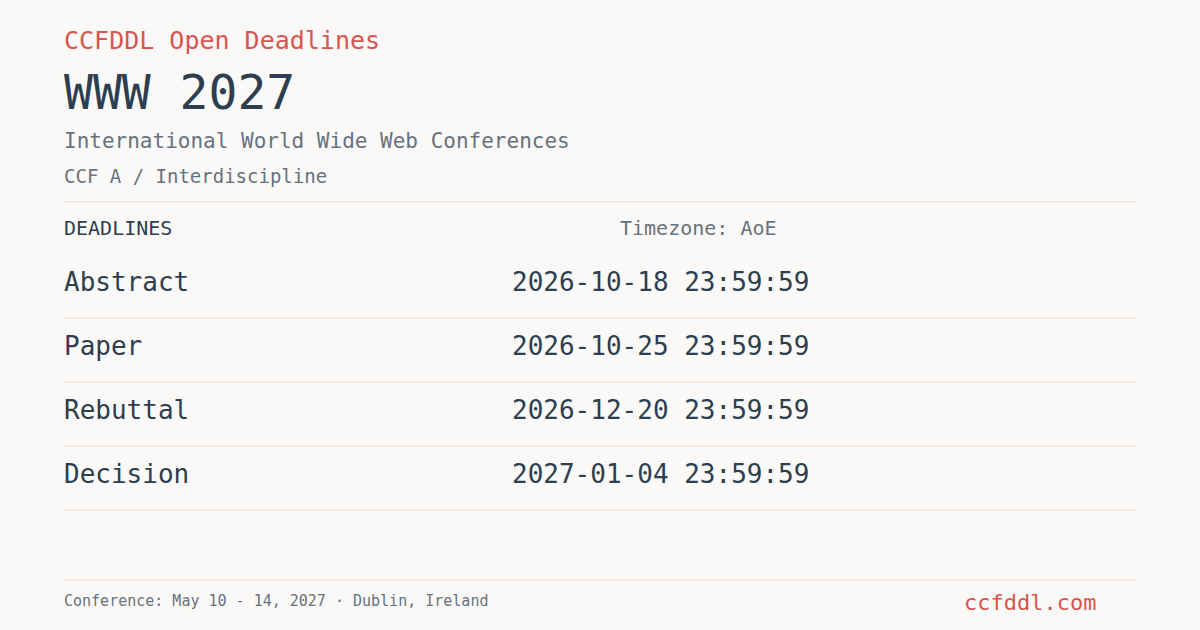 CCFDDL Open Deadlines
WWW 2027
International World Wide Web Conferences
CCF A / Interdiscipline
DEADLINES Timezone: AoE
Abstract 2026-10-18 23:59:59
Paper 2026-10-25 23:59:59
Rebuttal 2026-12-20 23:59:59
Decision 2027-01-04 23:59:59
Conference: May 10 - 14, 2027 · Dublin, Ireland ccfddl.com